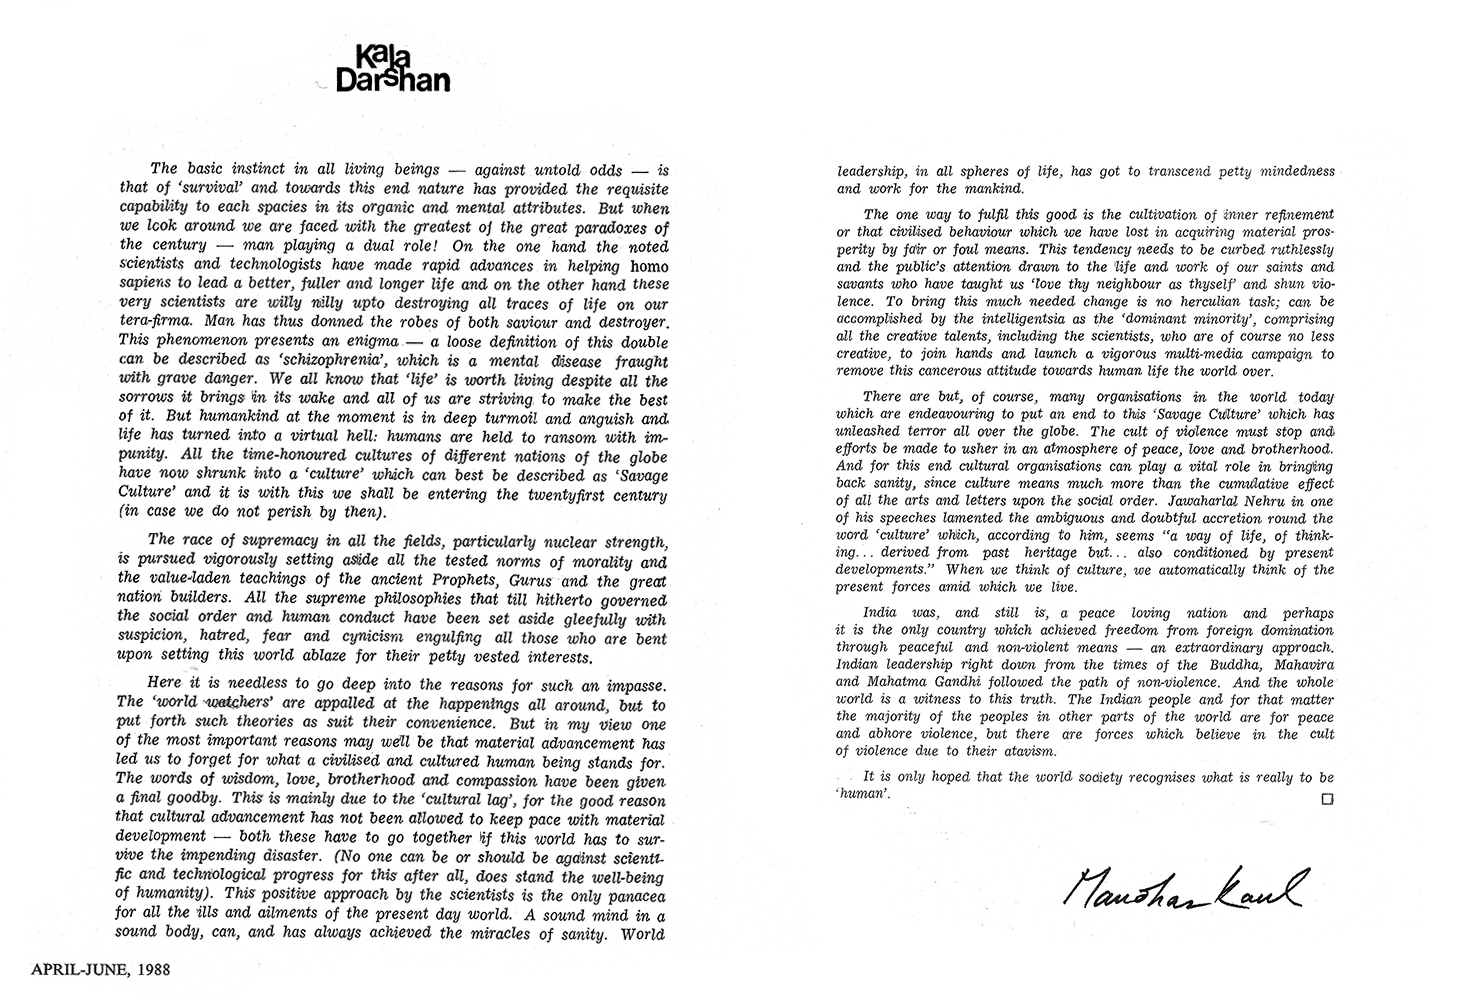 Kala
Darshan
The basic instinct in all living beings — against untold odds — is
that of ‘survival’ and towards this end nature has provided the requisite
capability to each spacies in its organic and mental attributes. But when
we look around we are faced with the greatest of the great paradoxes of
the century — man playing a dual role! On the one hand the noted
scientists and technologists have made rapid advances in helping homo
sapiens to lead a better, fuller and longer life and on the other hand these
very scientists are willy nilly upto destroying all traces of life on our
tera-firma. Man has thus donned the robes of both saviour and destroyer.
This phenomenon presents an enigma — a loose definition of this double
can be described as ‘schizophrenia’, which is a mental disease fraught
with grave danger. We all know that ‘life’ is worth living despite all the
sorrows it brings in its wake and all of us are striving to make the best
of it. But humankind at the moment is in deep turmoil and anguish and
life has turned into a virtual hell: humans are held to ransom with im-
punity. All the time-honoured cultures of different nations of the globe
have now shrunk into a ‘culture’ which can best be described as ‘Savage
Culture’ and it is with this we shall be entering the twentyfirst century
(in case we do not perish by then).
The race of supremacy in all the fields, particularly nuclear strength,
is pursued vigorously setting aside all the tested norms of morality and
the value-laden teachings of the ancient Prophets, Gurus and the great
nation builders. All the supreme philosophies that till hitherto governed
the social order and human conduct have been set aside gleefully with
suspicion, hatred, fear and cynicism engulfing all those who are bent
upon setting this world ablaze for their petty vested interests.
Here it is needless to go deep into the reasons for such an impasse.
The ‘world watchers’ are appalled at the happenings all around, but to
put forth such theories as suit their convenience. But in my view one
of the most important reasons may well be that material advancement has
led us to forget for what a civilised and cultured human being stands for.
The words of wisdom, love, brotherhood and compassion have been given
a final goodby. This is mainly due to the ‘cultural lag’, for the good reason
that cultural advancement has not been allowed to keep pace with material
development — both these have to go together if this world has to sur-
vive the impending disaster. (No one can be or should be against scienti-
fic and technological progress for this after all, does stand the well-being
of humanity). This positive approach by the scientists is the only panacea
for all the ills and ailments of the present day world. A sound mind in a
sound body, can, and has always achieved the miracles of sanity. World
APRIL-JUNE, 1988
leadership, in all spheres of life, has got to transcend petty mindedness
and work for the mankind.
The one way to fulfil this good is the cultivation of inner refinement
or that civilised behaviour which we have lost in acquiring material pros-
perity by fair or foul means. This tendency needs to be curbed ruthlessly
and the public’s attention drawn to the life and work of our saints and
savants who have taught us ‘love thy neighbour as thyself’ and shun vio-
lence. To bring this much needed change is no herculian task; can be
accomplished by the intelligentsia as the ‘dominant minority’, comprising
all the creative talents, including the scientists, who are of course no less
creative, to join hands and launch a vigorous multi-media campaign to
remove this cancerous attitude towards human life the world over.
There are but, of course, many organisations in the world today
which are endeavouring to put an end to this ‘Savage Culture’ which has
unleashed terror all over the globe. The cult of violence must stop and
efforts be made to usher in an atmosphere of peace, love and brotherhood.
And for this end cultural organisations can play a vital role in bringing
back sanity, since culture means much more than the cumulative effect
of all the arts and letters upon the social order. Jawaharlal Nehru in one
of his speeches lamented the ambiguous and doubtful accretion round the
word ‘culture’ which, according to him, seems “a way of life, of think-
ing... derived from past heritage but... also conditioned by present
developments.” When we think of culture, we automatically think of the
present forces amid which we live.
India was, and still is, a peace loving nation and perhaps
it is the only country which achieved freedom from foreign domination
through peaceful and non-violent means — an extraordinary approach.
Indian leadership right down from the times of the Buddha, Mahavira
and Mahatma Gandhi followed the path of non-violence. And the whole
world is a witness to this truth. The Indian people and for that matter
the majority of the peoples in other parts of the world are for peace
and abhore violence, but there are forces which believe in the cult
of violence due to their atavism.
It is only hoped that the world society recognises what is really to be
‘human’.
Manohar Kaul